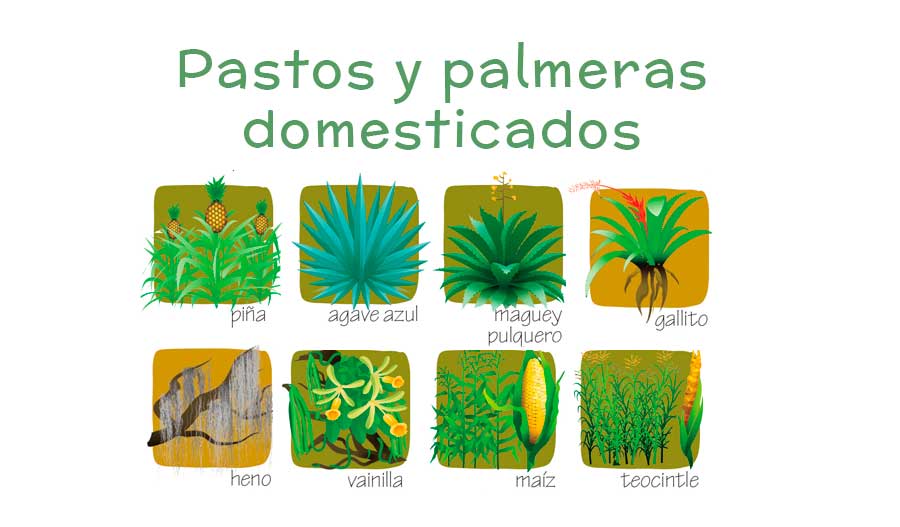 Pastos y palmeras
domesticados
piña
agave azul
maguey
pulquero
gallito
heno
vainilla
maíz
teocintle